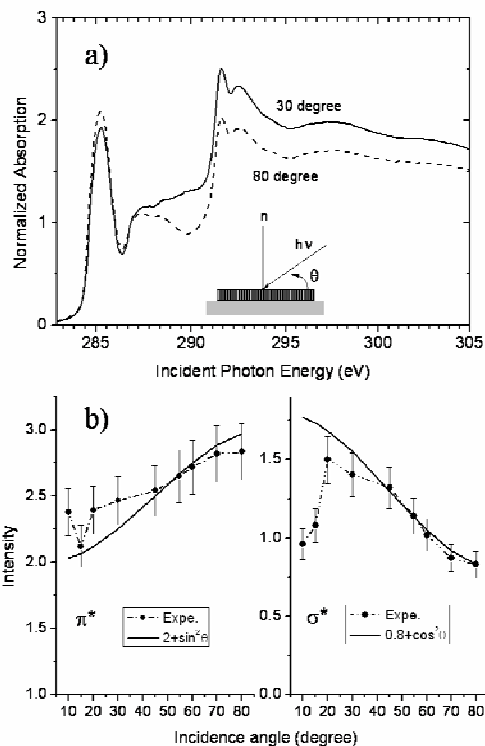 3
a)
30 degree
2
80 degree
Normalized Absorption
n
1
hν
θ
0
285 290 295 300 305
Incident Photon Energy (eV)
b)
3.0
2.5
2.0
1.5
1.0
Intensity
π*
Expe.
2+sin²θ
10 20 30 40 50 60 70 80
1.5
1.0
0.5
0.0
σ*
Expe.
0.8+cos²θ
10 20 30 40 50 60 70 80
Incidence angle (degree)
Incidence angle (degree)